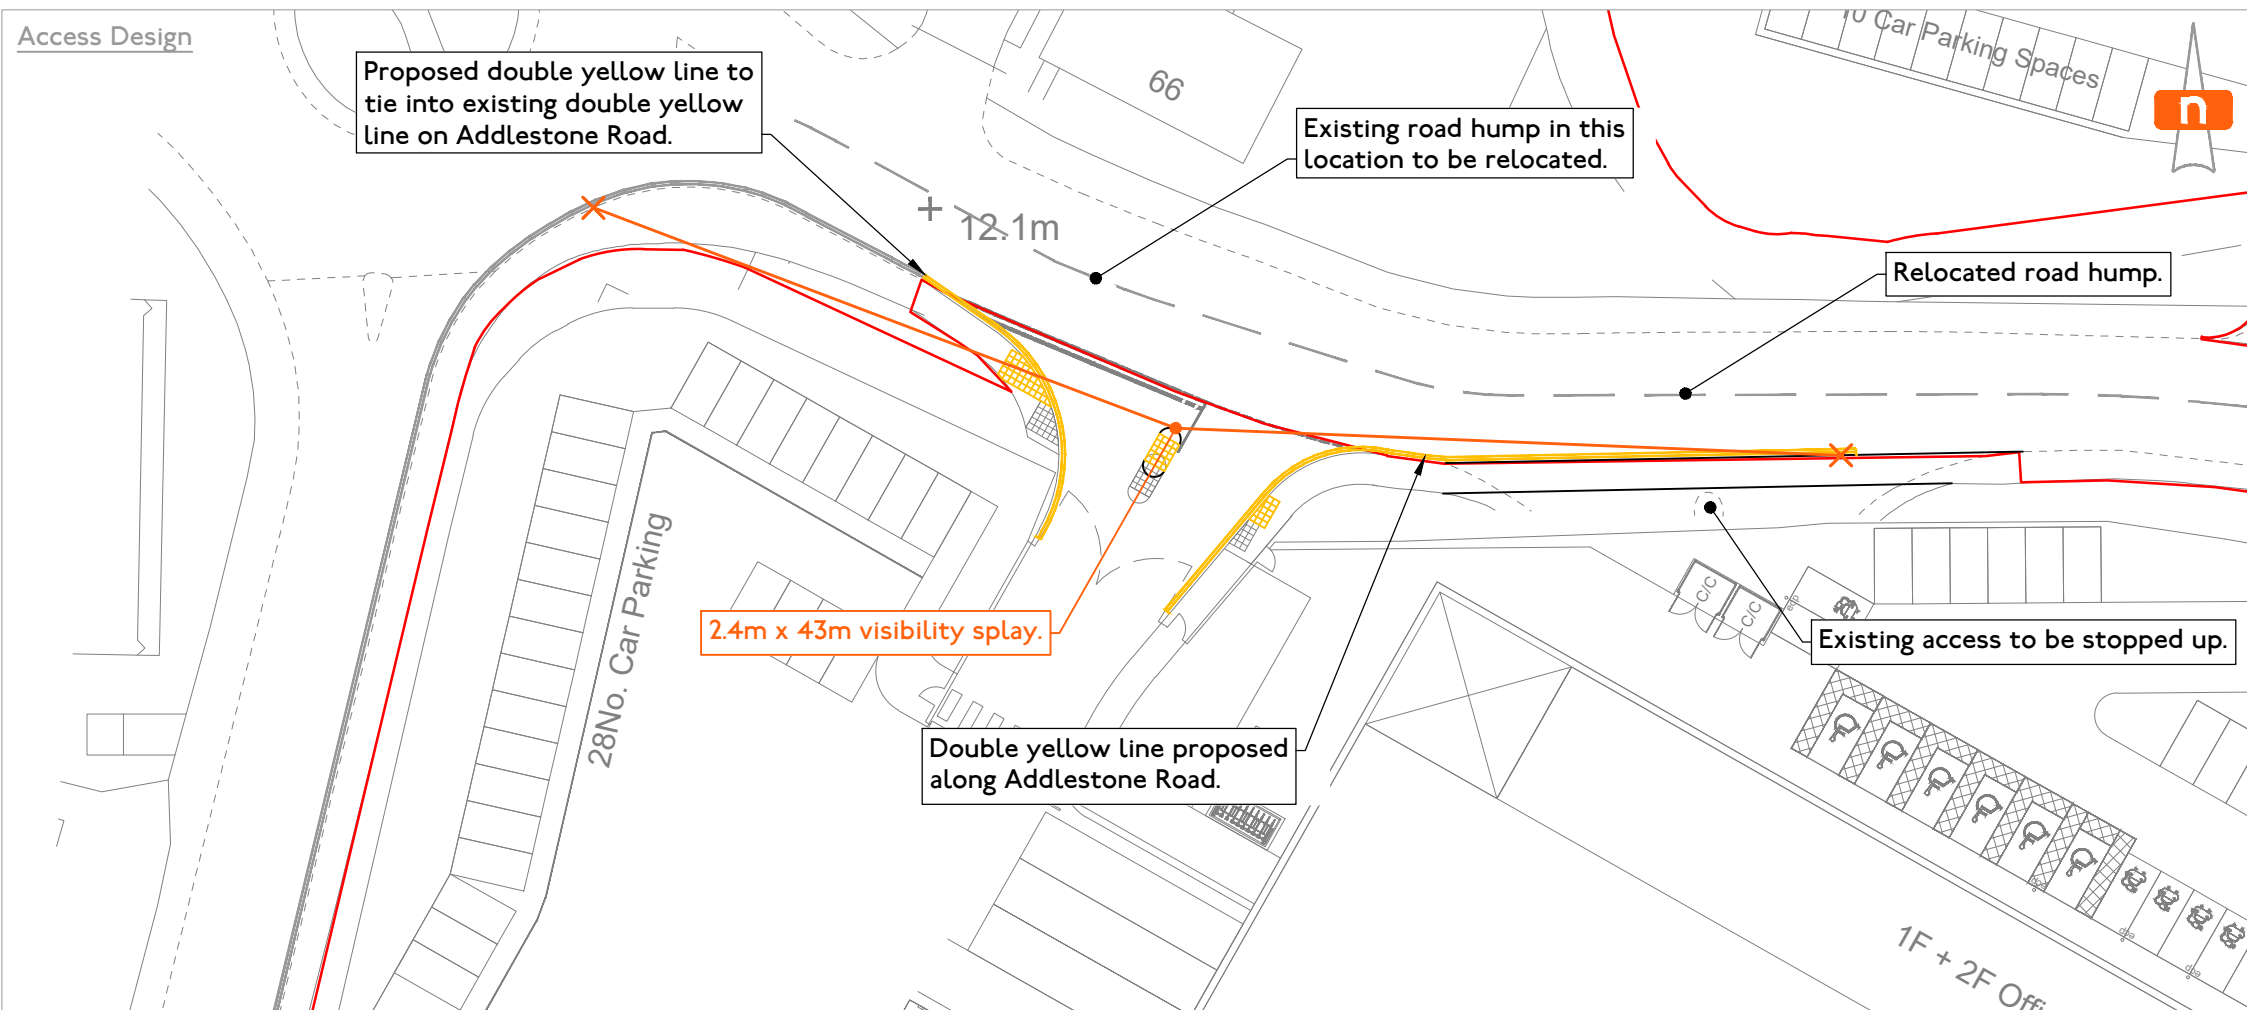 Access Design
Proposed double yellow line to
tie into existing double yellow
line on Addlestone Road.
66
Existing road hump in this
location to be relocated.
10 Car Parking Spaces
n
12.1m
Relocated road hump.
28No. Car Parking
2.4m x 43m visibility splay.
C/C
C/C
Existing access to be stopped up.
Double yellow line proposed
along Addlestone Road.
1F + 2F Offi